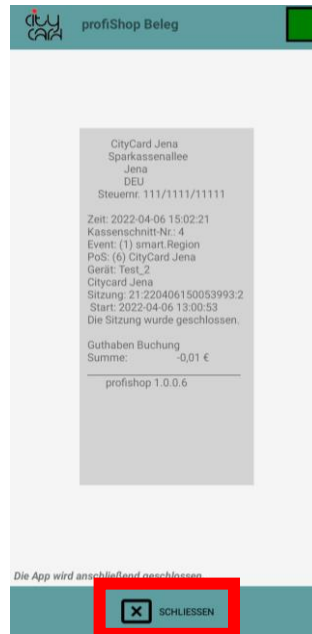 city
card
profiShop Beleg
CityCard Jena
Sparkassenallee
Jena
DEU
Steuernr. 111/1111/11111
Zeit: 2022-04-06 15:02:21
Kassenschnitt-Nr.: 4
Event: (1) smart.Region
PoS: (6) CityCard Jena
Gerät: Test_2
Citycard Jena
Sitzung: 21:220406150053993:2
Start: 2022-04-06 13:00:53
Die Sitzung wurde geschlossen.
Guthaben Buchung
Summe: -0,01 €
profishop 1.0.0.6
Die App wird anschließend geschlossen
SCHLIESSEN